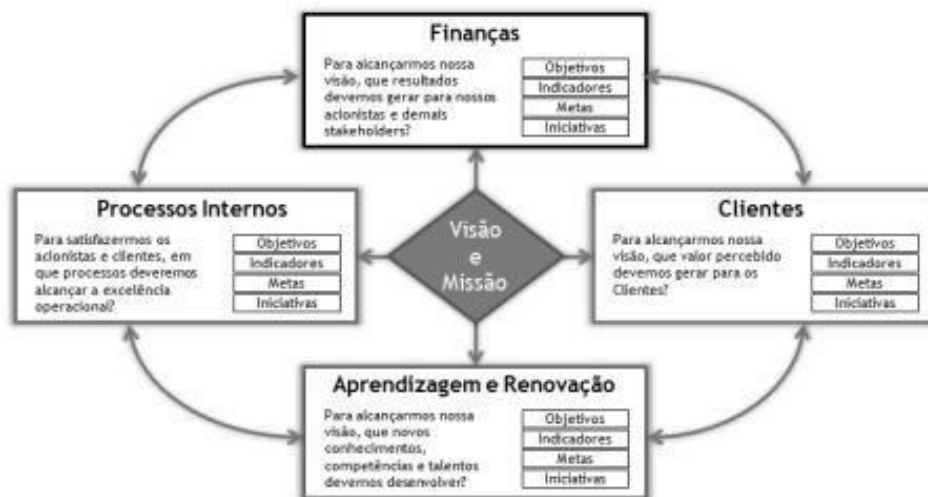 Finanças
Para alcançarmos nossa
visão, que resultados
devemos gerar para nossos
acionistas e demais
stakeholders?
Objetivos
Indicadores
Metas
Iniciativas
Processos Internos
Para satisfazermos os
acionistas e clientes, em
que processos deveremos
alcançar a excelência
operacional?
Objetivos
Indicadores
Metas
Iniciativas
Visão
e
Missão
Clientes
Para alcançarmos nossa
visão, que valor percebido
devemos gerar para os
Clientes?
Objetivos
Indicadores
Metas
Iniciativas
Aprendizagem e Renovação
Para alcançarmos nossa
visão, que novos
conhecimentos,
competências e talentos
devemos desenvolver?
Objetivos
Indicadores
Metas
Iniciativas